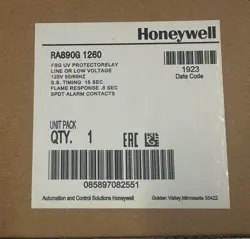 Honeywell
RA890G 1260
FSG UV PROTECTORELAY
LINE OR LOW VOLTAGE
120V 50/60HZ
S.S. TIMING 15 SEC
FLAME RESPONSE .8 SEC
SPDT ALARM CONTACTS
1923
Date Code
UNIT PACK
QTY. 1
EAC
085897082551
Automation and Control Solutions Honeywell
Golden Valley, Minnesota 55422